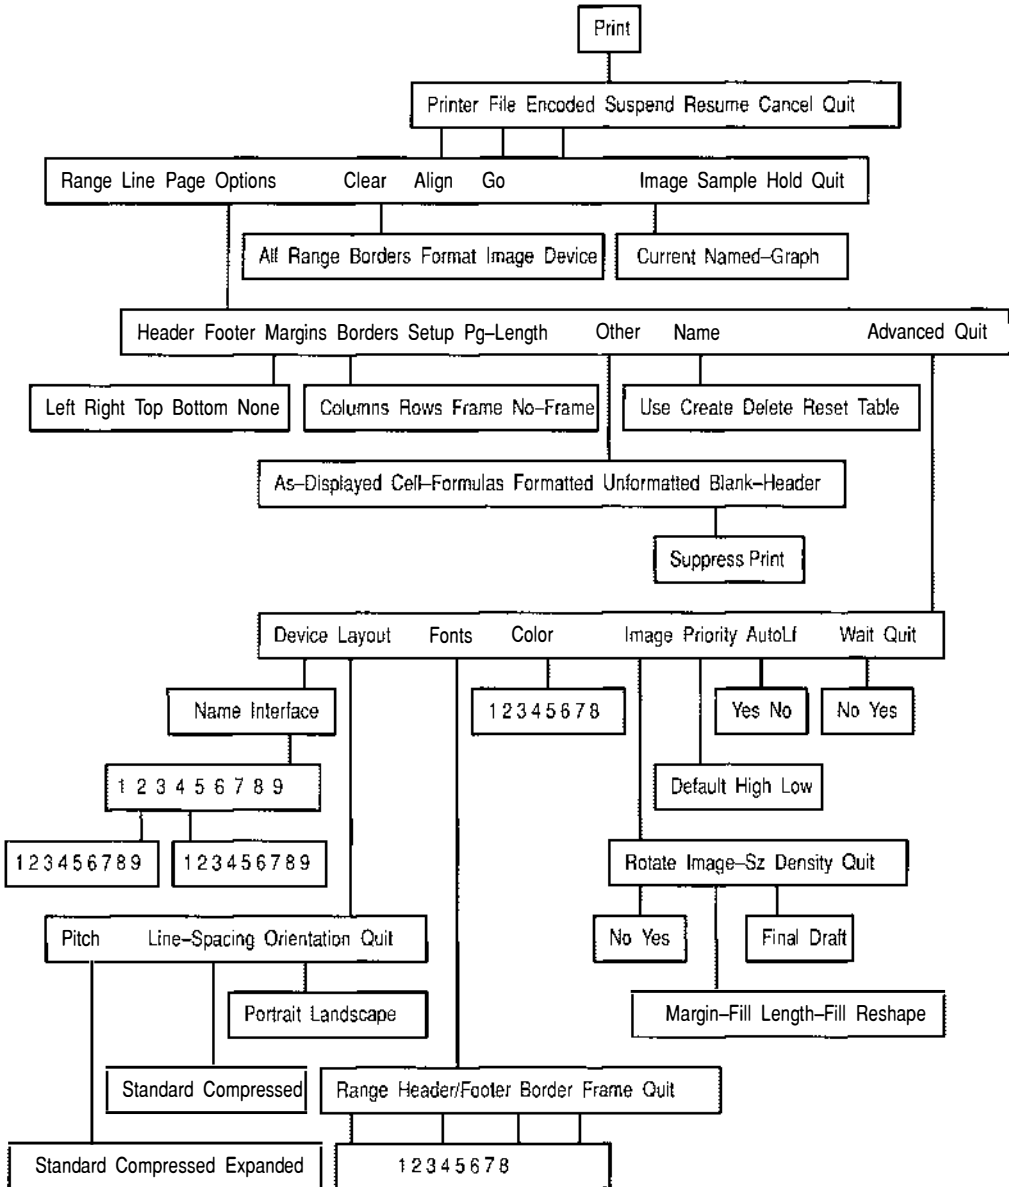 Print
Printer File Encoded Suspend Resume Cancel Quit
Range Line Page Options Clear Align Go Image Sample Hold Quit
All Range Borders Format Image Device
Current Named-Graph
Header Footer Margins Borders Setup Pg-Length Other Name Advanced Quit
Left Right Top Bottom None
Columns Rows Frame No-Frame
Use Create Delete Reset Table
As-Displayed Cell-Formulas Formatted Unformatted Blank-Header
Suppress Print
Device Layout Fonts Color Image Priority AutoLf Wait Quit
Name Interface
1 2 3 4 5 6 7 8
Yes No
No Yes
1 2 3 4 5 6 7 8 9
Default High Low
1 2 3 4 5 6 7 8 9
1 2 3 4 5 6 7 8 9
Rotate Image-Sz Density Quit
Pitch Line-Spacing Orientation Quit
No Yes
Final Draft
Portrait Landscape
Margin-Fill Length-Fill Reshape
Standard Compressed
Range Header/Footer Border Frame Quit
Standard Compressed Expanded
1 2 3 4 5 6 7 8